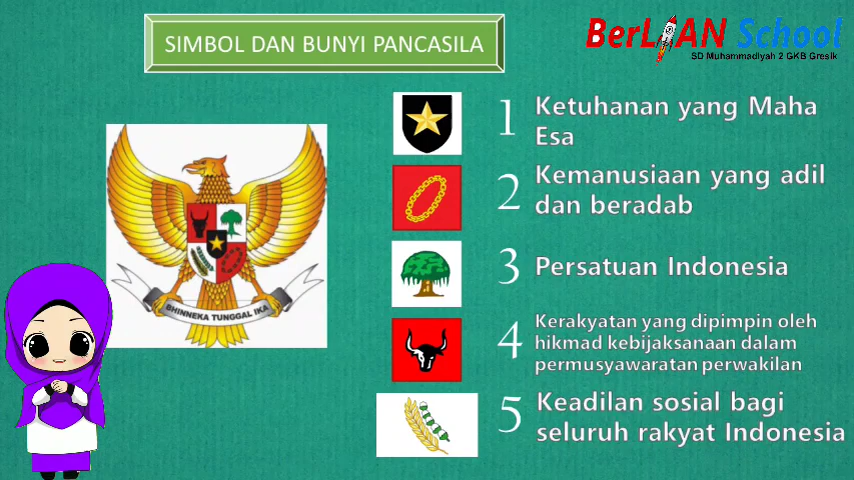 SIMBOL DAN BUNYI PANCASILA
BerLIAN School
SD Muhammadiyah 2 GKB Gresik
1 Ketuhanan yang Maha
Esa
2 Kemanusiaan yang adil
dan beradab
3 Persatuan Indonesia
4 Kerakyatan yang dipimpin oleh
hikmad kebijaksanaan dalam
permusyawaratan perwakilan
5 Keadilan sosial bagi
seluruh rakyat Indonesia
BHINNEKA TUNGGAL IKA